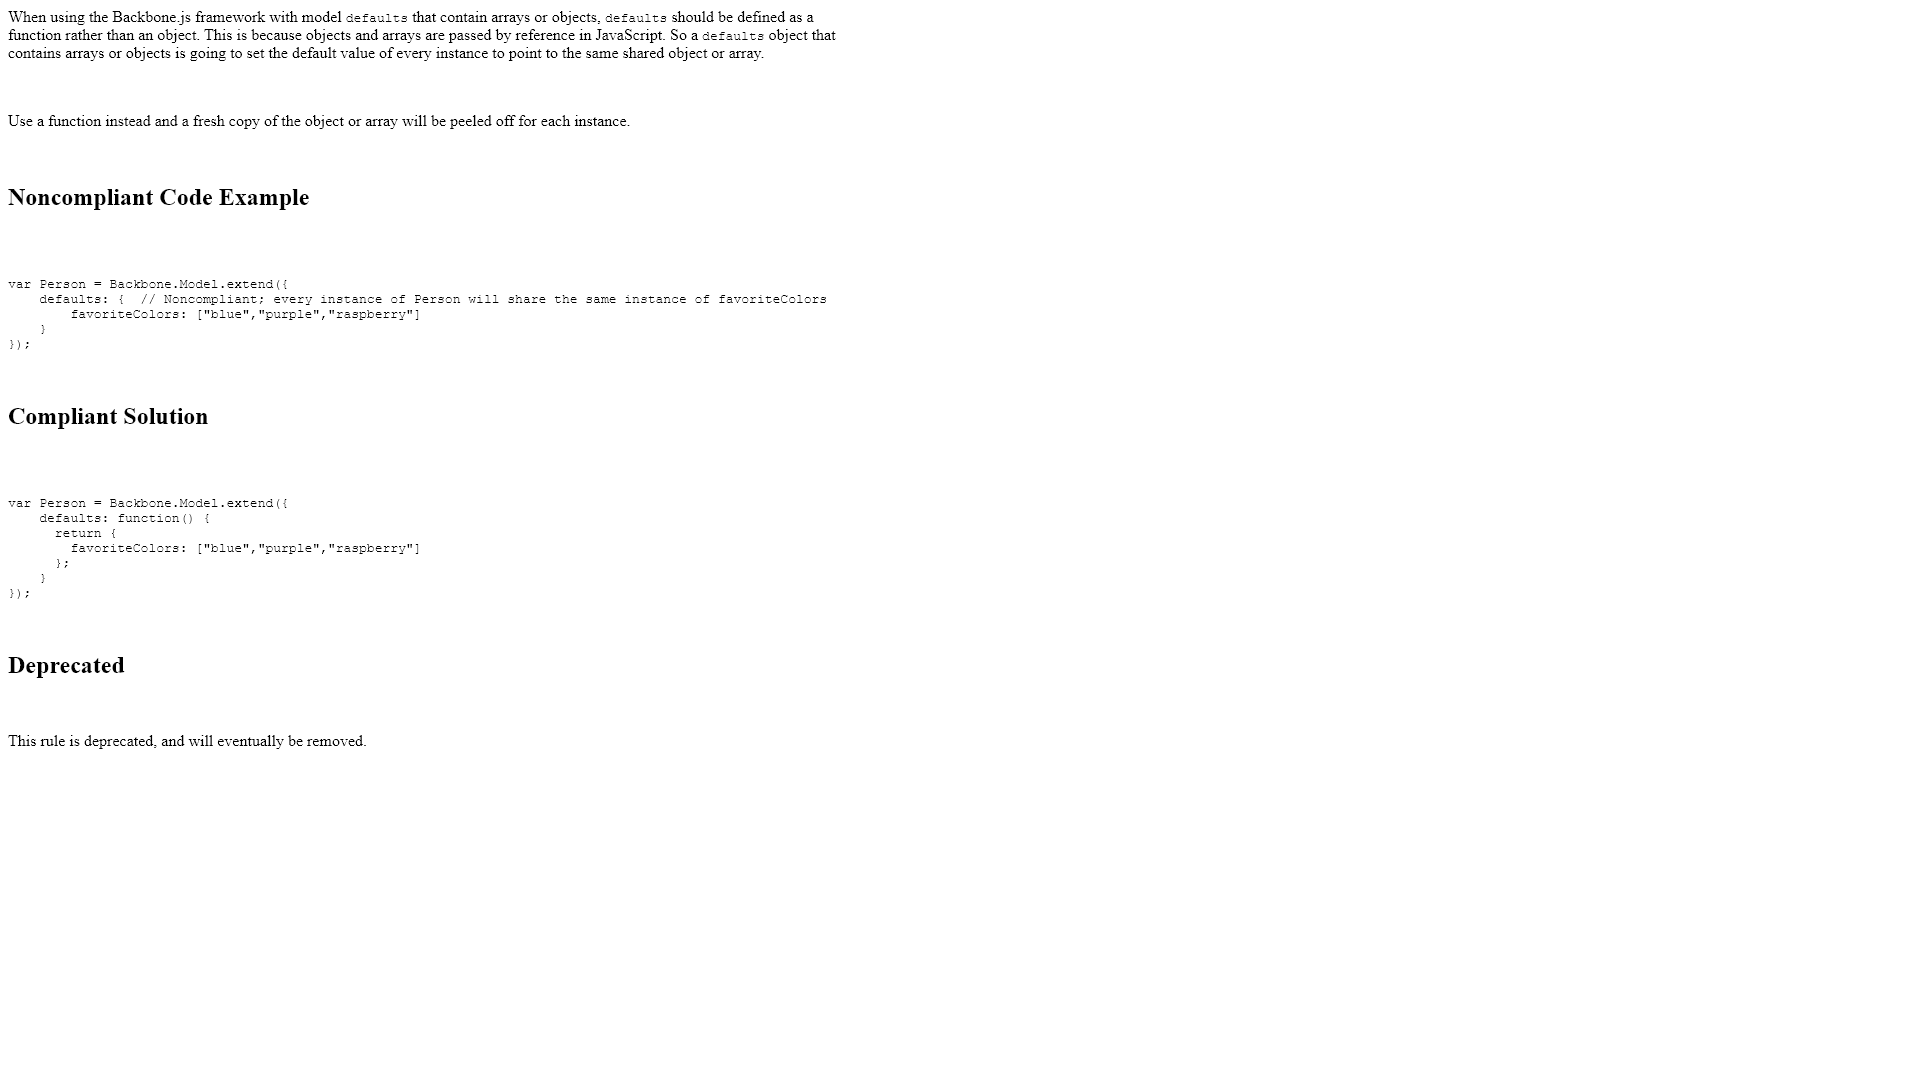 When using the Backbone.js framework with model defaults that contain arrays or objects, defaults should be defined as a
function rather than an object. This is because objects and arrays are passed by reference in JavaScript. So a defaults object that
contains arrays or objects is going to set the default value of every instance to point to the same shared object or array.
Use a function instead and a fresh copy of the object or array will be peeled off for each instance.
Noncompliant Code Example
var Person = Backbone.Model.extend({
    defaults: {  // Noncompliant; every instance of Person will share the same instance of favoriteColors
        favoriteColors: ["blue","purple","raspberry"]
    }
});
Compliant Solution
var Person = Backbone.Model.extend({
    defaults: function() {
      return {
        favoriteColors: ["blue","purple","raspberry"]
      };
    }
});
Deprecated
This rule is deprecated, and will eventually be removed.